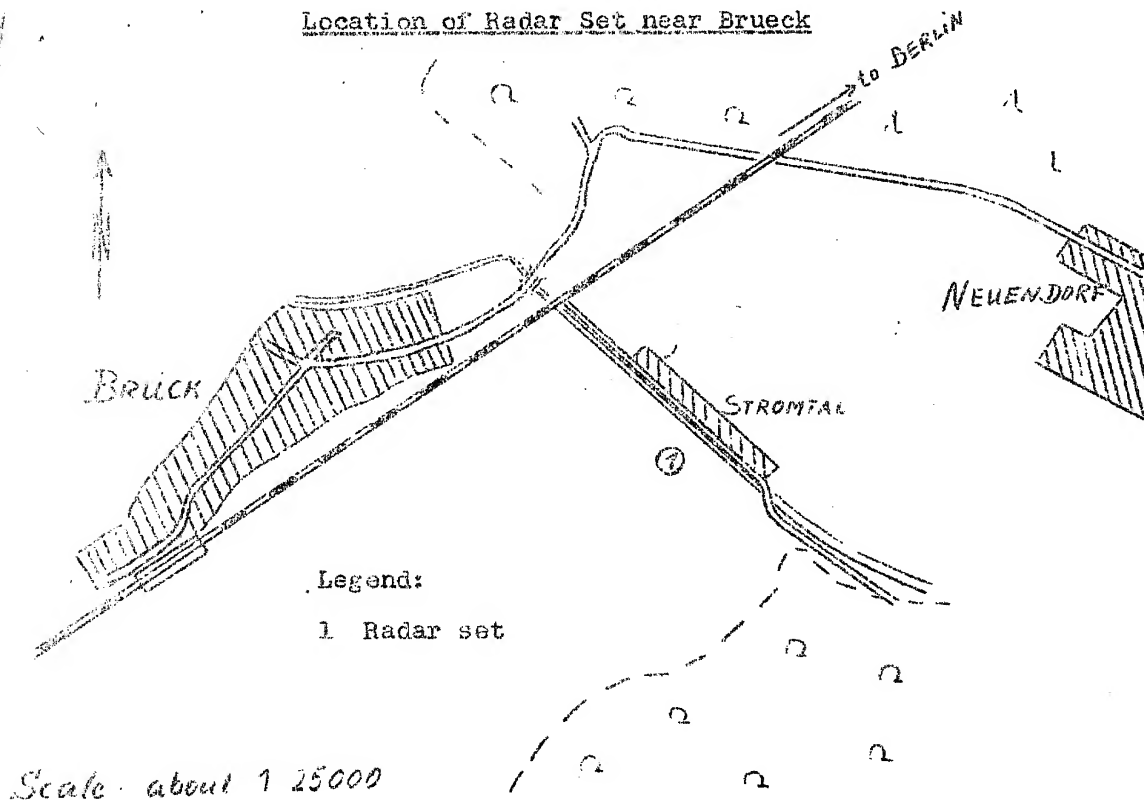 Location of Radar Set near Brueck
to BERLIN
NEUENDORF
BRÜCK
STROMTAL
1
Legend:
1 Radar set
Scale about 1 25000